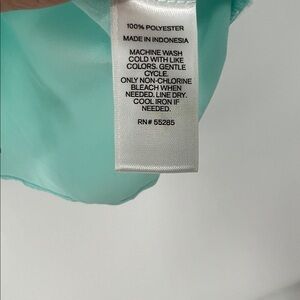 100% POLYESTER
MADE IN INDONESIA
MACHINE WASH
COLD WITH LIKE
COLORS. GENTLE
CYCLE.
ONLY NON-CHLORINE
BLEACH WHEN
NEEDED. LINE DRY.
COOL IRON IF
NEEDED.
RN# 55285